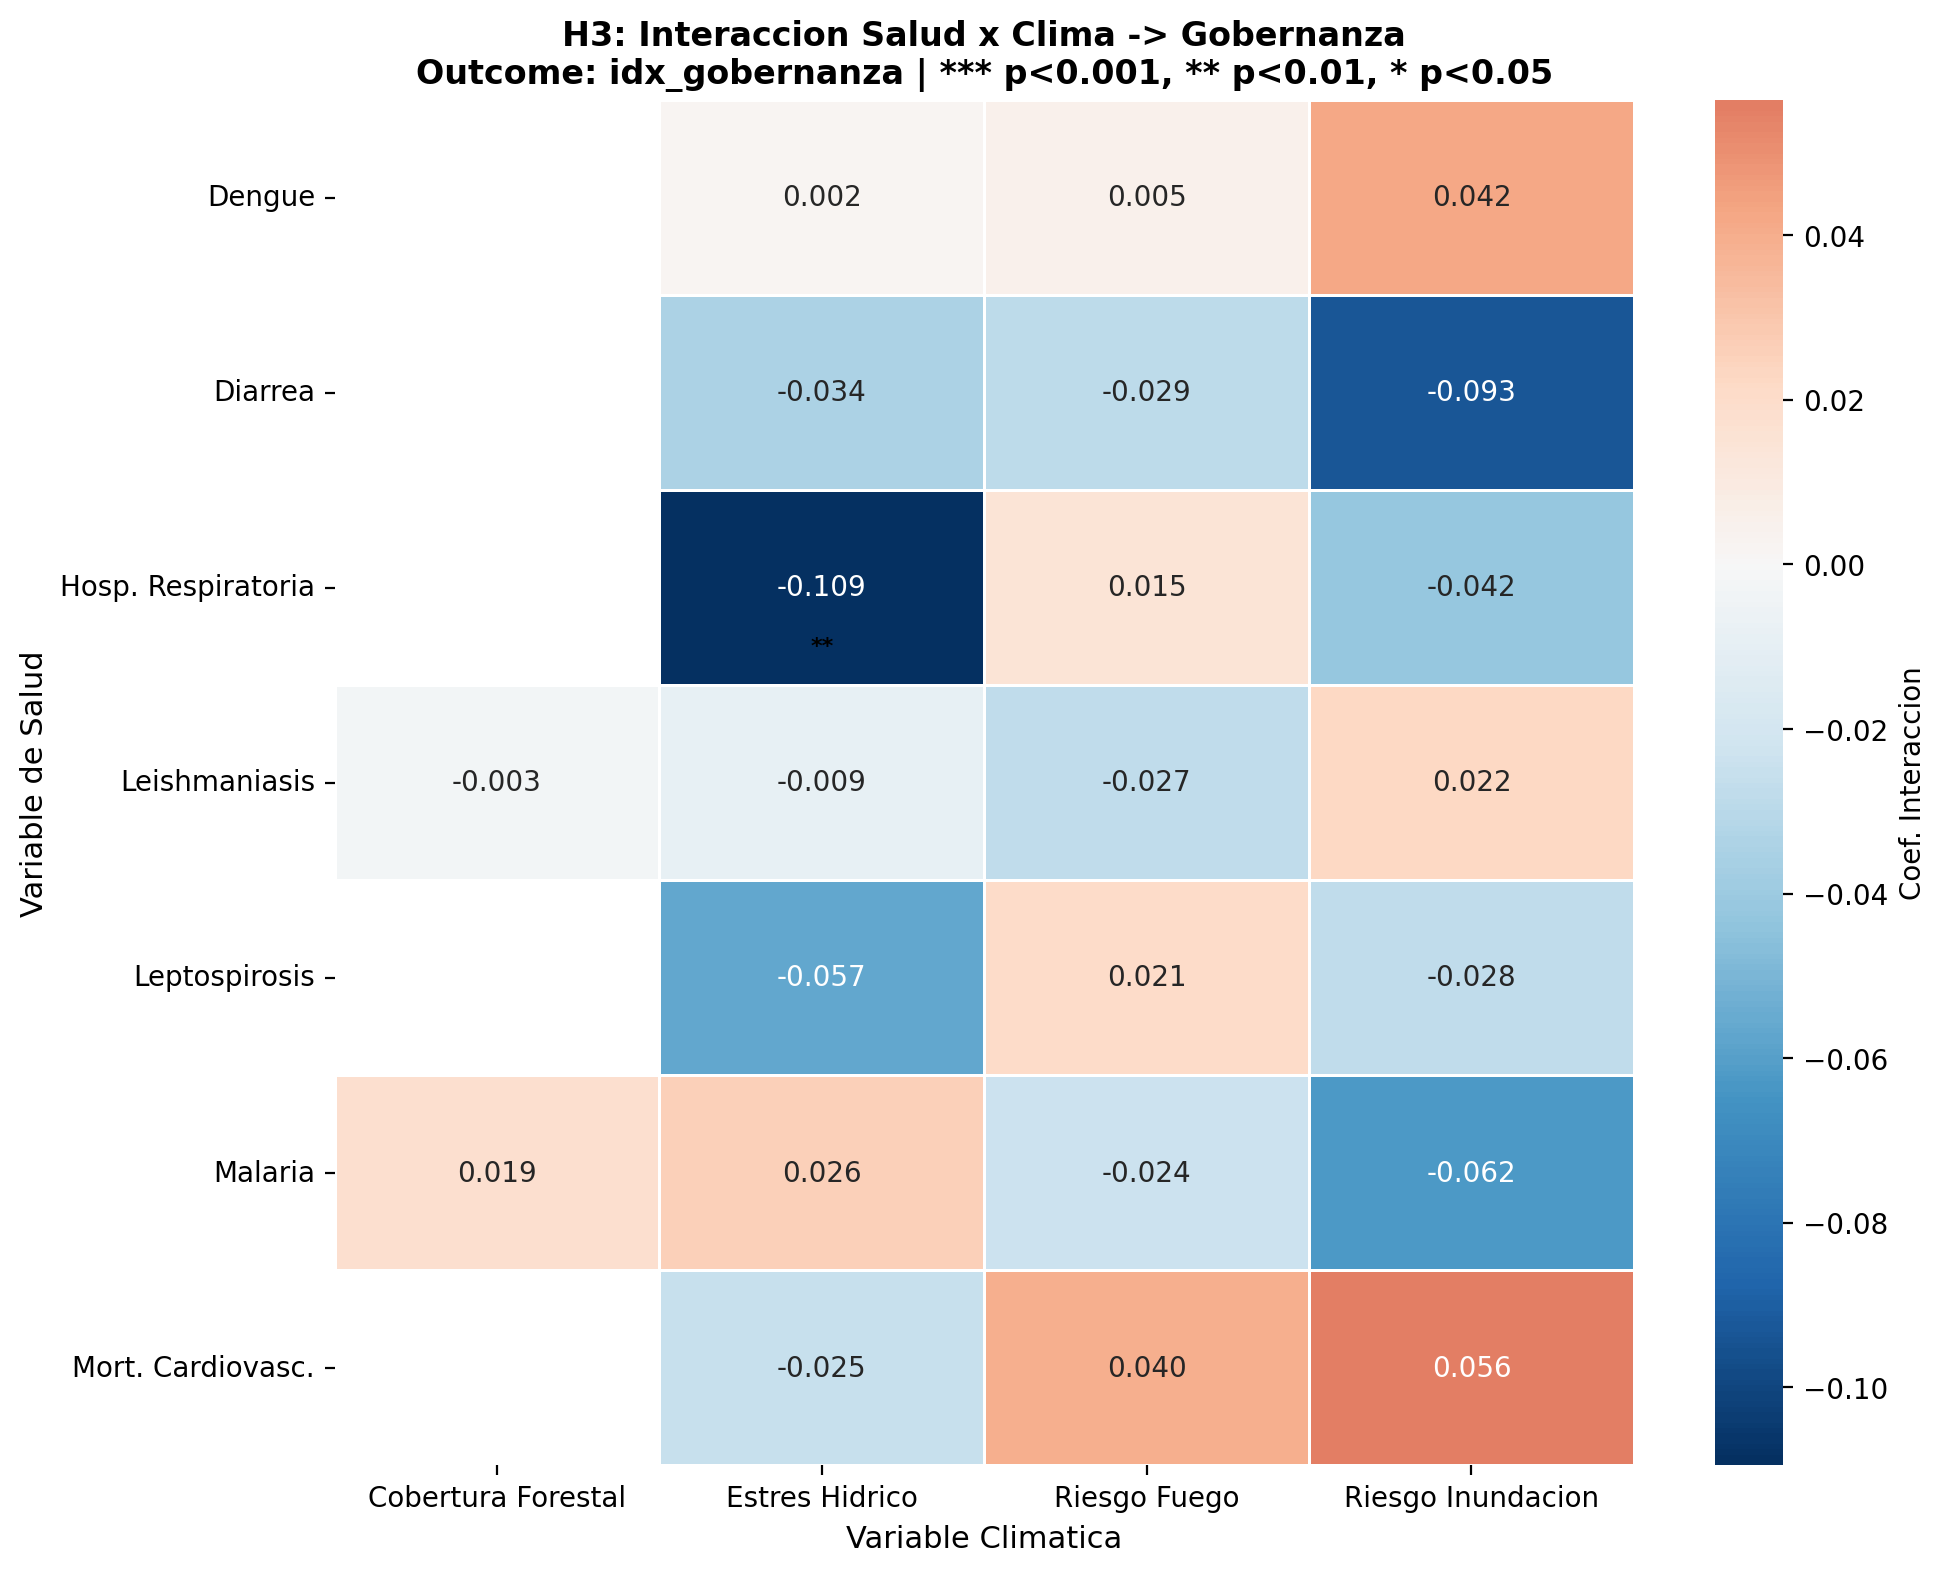 H3: Interaccion Salud x Clima -> Gobernanza
Outcome: idx_gobernanza | *** p<0.001, ** p<0.01, * p<0.05
Variable de Salud
Dengue
0.002 0.005 0.042
Diarrea
-0.034 -0.029 -0.093
Hosp. Respiratoria
-0.109 0.015 -0.042
**
Leishmaniasis
-0.003 -0.009 -0.027 0.022
Leptospirosis
-0.057 0.021 -0.028
Malaria
0.019 0.026 -0.024 -0.062
Mort. Cardiovasc.
-0.025 0.040 0.056
Cobertura Forestal
Estres Hidrico
Riesgo Fuego
Riesgo Inundacion
Variable Climatica
0.04
0.02
0.00
−0.02
−0.04
−0.06
−0.08
−0.10
Coef. Interaccion